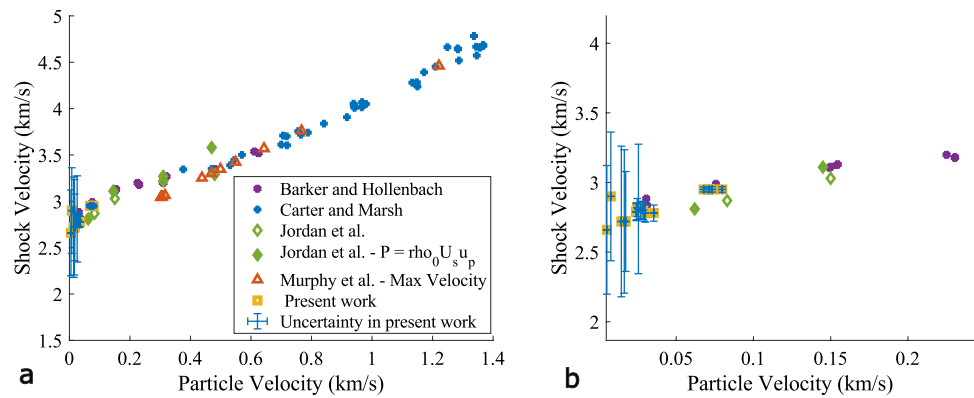 5
4.5
4
3.5
3
2.5
2
1.5
Shock Velocity (km/s)
0
0.2
0.4
0.6
0.8
1
1.2
1.4
Particle Velocity (km/s)
a
Barker and Hollenbach
Carter and Marsh
Jordan et al.
Jordan et al. - P = rho0Usup
Murphy et al. - Max Velocity
Present work
Uncertainty in present work
4
3.5
3
2.5
2
Shock Velocity (km/s)
0.05
0.1
0.15
0.2
Particle Velocity (km/s)
b